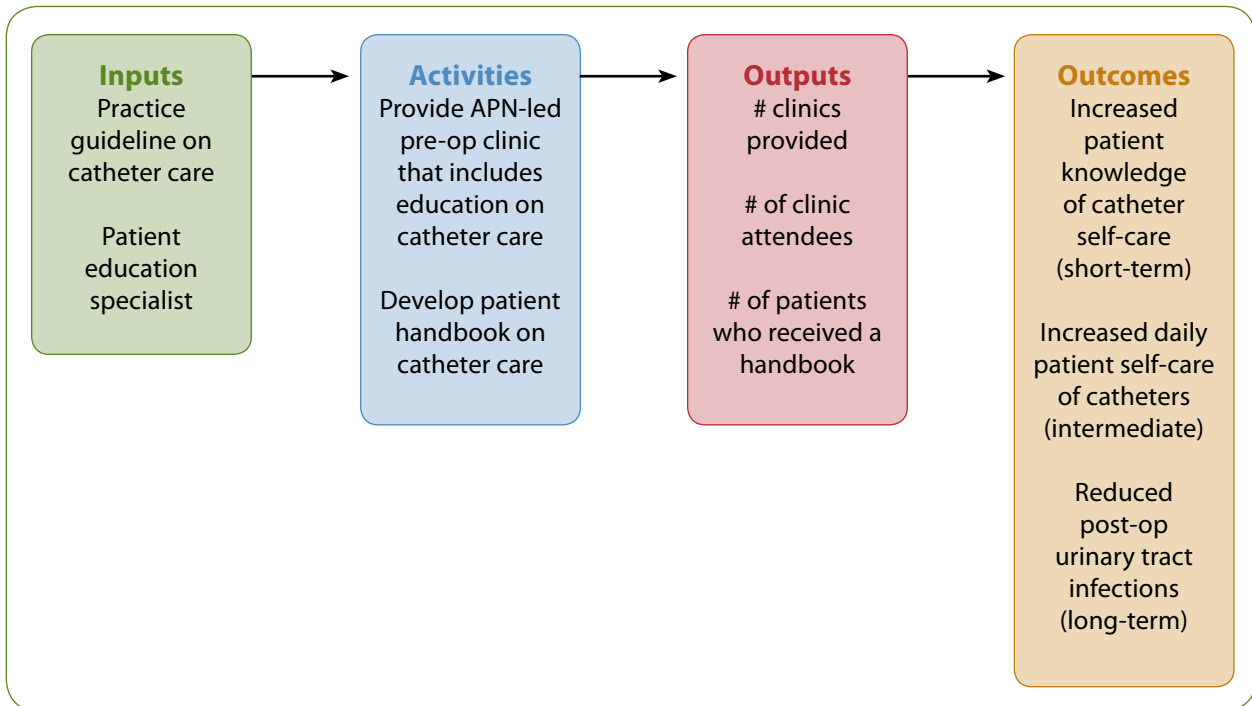 Inputs
Practice
guideline on
catheter care
Patient
education
specialist
Activities
Provide APN-led
pre-op clinic
that includes
education on
catheter care
Develop patient
handbook on
catheter care
Outputs
# clinics
provided
# of clinic
attendees
# of patients
who received a
handbook
Outcomes
Increased
patient
knowledge
of catheter
self-care
(short-term)
Increased daily
patient self-care
of catheters
(intermediate)
Reduced
post-op
urinary tract
infections
(long-term)